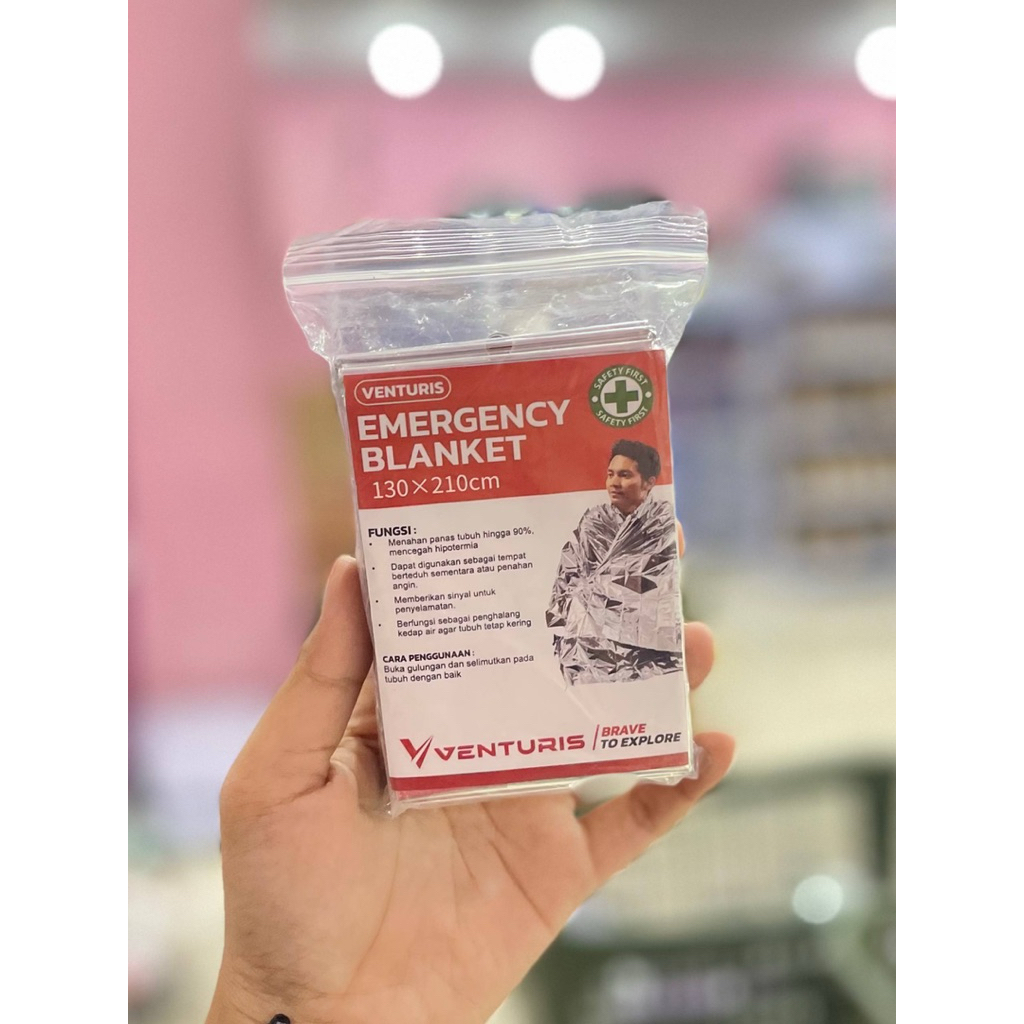 VENTURIS
EMERGENCY
BLANKET
130×210cm
SAFETY FIRST
SAFETY FIRST
FUNGSI :
• Menahan panas tubuh hingga 90%,
mencegah hipotermia
• Dapat digunakan sebagai tempat
berteduh sementara atau penahan
angin.
• Memberikan sinyal untuk
penyelamatan.
• Berfungsi sebagai penghalang
kedap air agar tubuh tetap kering
CARA PENGGUNAAN :
Buka gulungan dan selimutkan pada
tubuh dengan baik
VENTURIS
BRAVE
TO EXPLORE